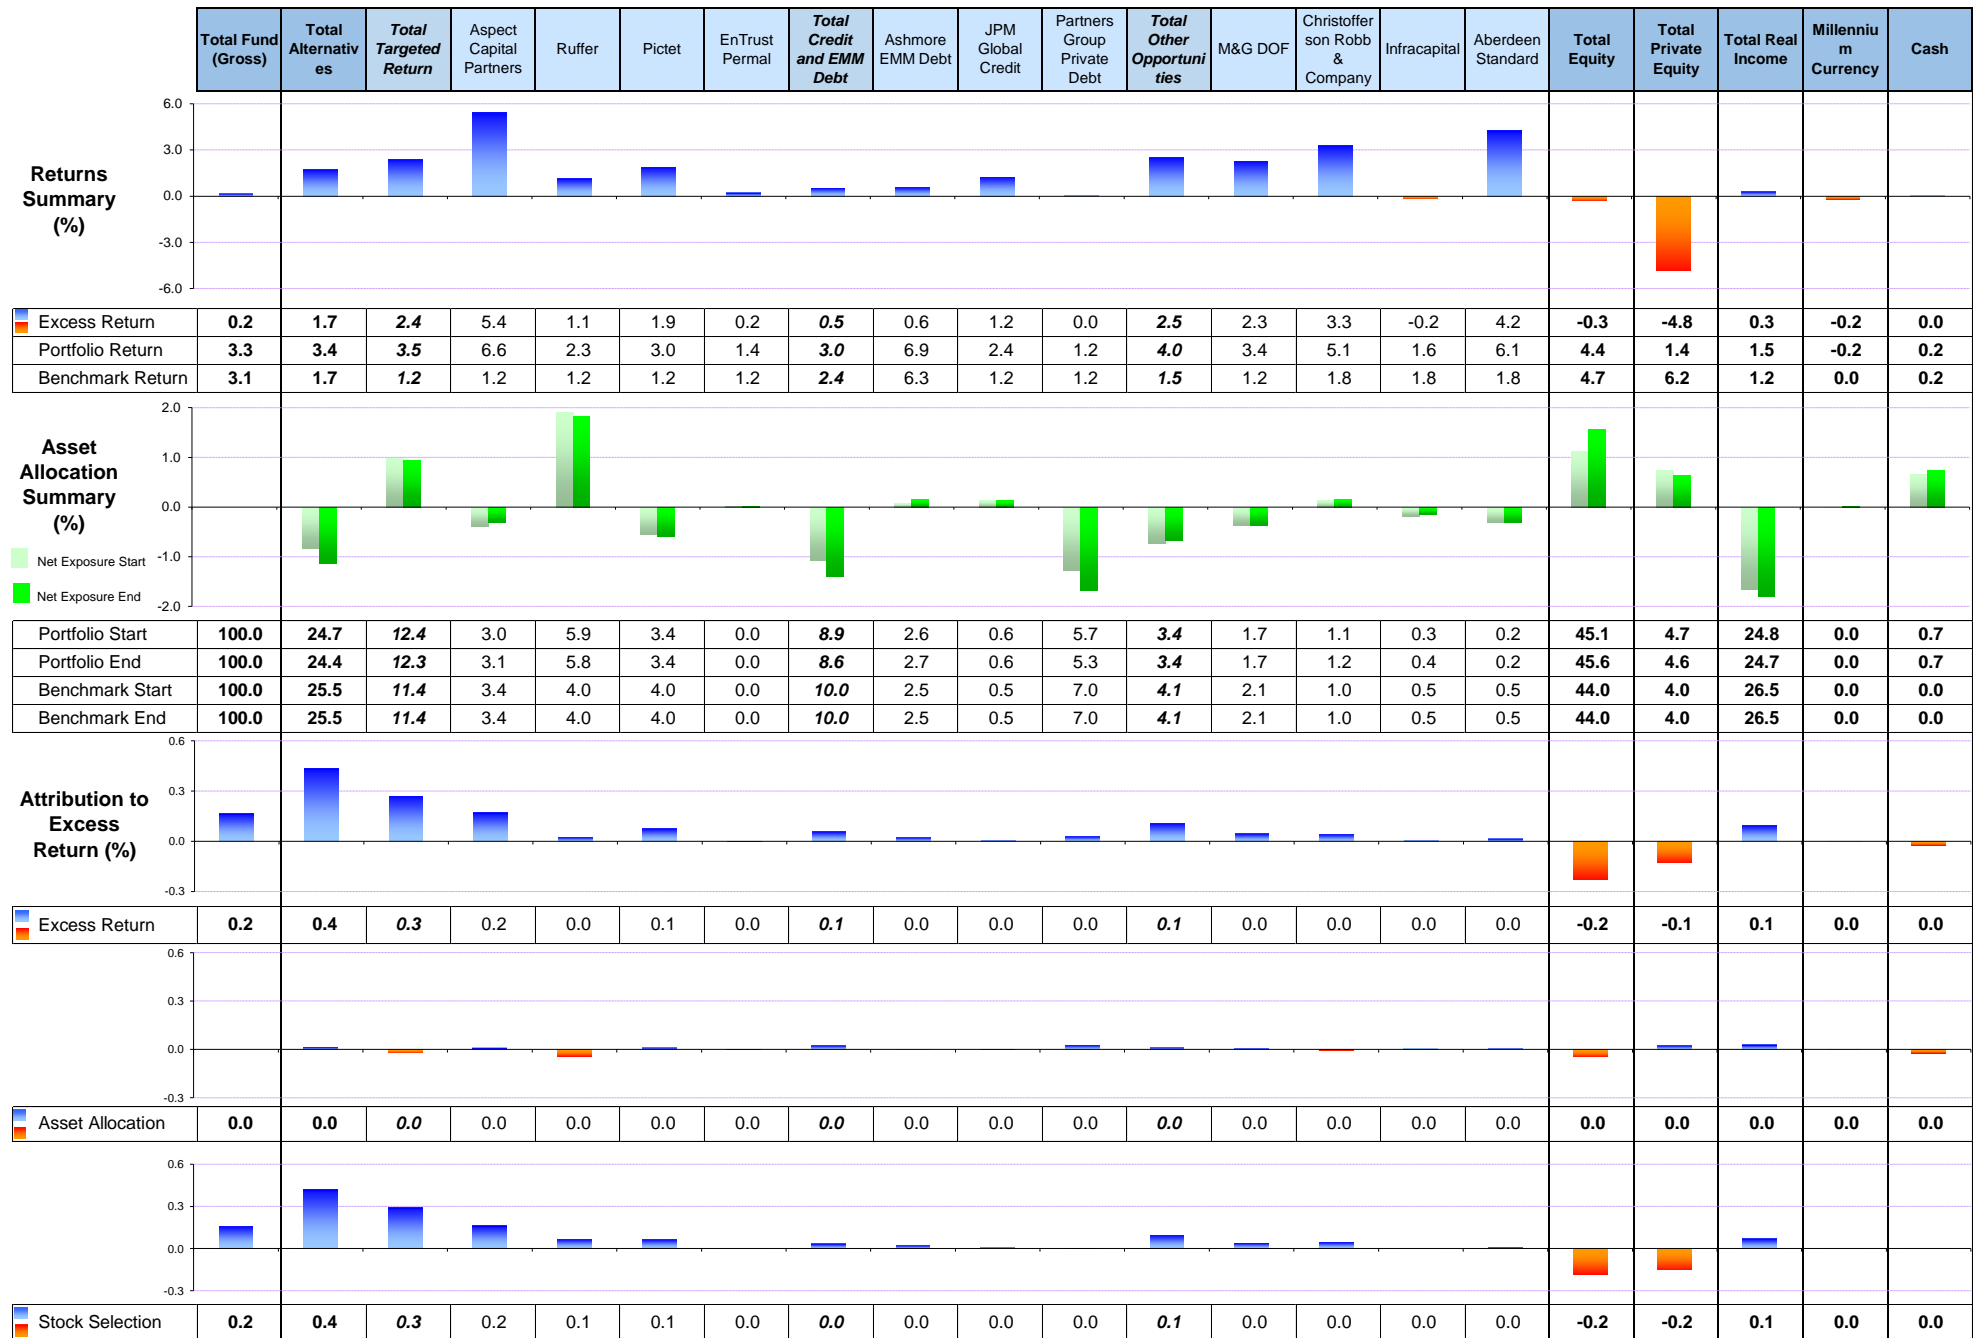 Total Fund (Gross) | Total Alternatives | Total Targeted Return | Aspect Capital Partners | Ruffer | Pictet | EnTrust Permal | Total Credit and EMM Debt | Ashmore EMM Debt | JPM Global Credit | Partners Group Private Debt | Total Other Opportunities | M&G DOF | Christofferson Robb & Company | Infracapital | Aberdeen Standard | Total Equity | Total Private Equity | Total Real Income | Millennium Currency | Cash
Returns Summary (%)
6.0
3.0
0.0
-3.0
-6.0
Excess Return | 0.2 | 1.7 | 2.4 | 5.4 | 1.1 | 1.9 | 0.2 | 0.5 | 0.6 | 1.2 | 0.0 | 2.5 | 2.3 | 3.3 | -0.2 | 4.2 | -0.3 | -4.8 | 0.3 | -0.2 | 0.0
Portfolio Return | 3.3 | 3.4 | 3.5 | 6.6 | 2.3 | 3.0 | 1.4 | 3.0 | 6.9 | 2.4 | 1.2 | 4.0 | 3.4 | 5.1 | 1.6 | 6.1 | 4.4 | 1.4 | 1.5 | -0.2 | 0.2
Benchmark Return | 3.1 | 1.7 | 1.2 | 1.2 | 1.2 | 1.2 | 1.2 | 2.4 | 6.3 | 1.2 | 1.2 | 1.5 | 1.2 | 1.8 | 1.8 | 1.8 | 4.7 | 6.2 | 1.2 | 0.0 | 0.2
Asset Allocation Summary (%)
Net Exposure Start
Net Exposure End
2.0
1.0
0.0
-1.0
-2.0
Portfolio Start | 100.0 | 24.7 | 12.4 | 3.0 | 5.9 | 3.4 | 0.0 | 8.9 | 2.6 | 0.6 | 5.7 | 3.4 | 1.7 | 1.1 | 0.3 | 0.2 | 45.1 | 4.7 | 24.8 | 0.0 | 0.7
Portfolio End | 100.0 | 24.4 | 12.3 | 3.1 | 5.8 | 3.4 | 0.0 | 8.6 | 2.7 | 0.6 | 5.3 | 3.4 | 1.7 | 1.2 | 0.4 | 0.2 | 45.6 | 4.6 | 24.7 | 0.0 | 0.7
Benchmark Start | 100.0 | 25.5 | 11.4 | 3.4 | 4.0 | 4.0 | 0.0 | 10.0 | 2.5 | 0.5 | 7.0 | 4.1 | 2.1 | 1.0 | 0.5 | 0.5 | 44.0 | 4.0 | 26.5 | 0.0 | 0.0
Benchmark End | 100.0 | 25.5 | 11.4 | 3.4 | 4.0 | 4.0 | 0.0 | 10.0 | 2.5 | 0.5 | 7.0 | 4.1 | 2.1 | 1.0 | 0.5 | 0.5 | 44.0 | 4.0 | 26.5 | 0.0 | 0.0
Attribution to Excess Return (%)
0.6
0.3
0.0
-0.3
Excess Return | 0.2 | 0.4 | 0.3 | 0.2 | 0.0 | 0.1 | 0.0 | 0.1 | 0.0 | 0.0 | 0.0 | 0.1 | 0.0 | 0.0 | 0.0 | 0.0 | -0.2 | -0.1 | 0.1 | 0.0 | 0.0
0.6
0.3
0.0
-0.3
Asset Allocation | 0.0 | 0.0 | 0.0 | 0.0 | 0.0 | 0.0 | 0.0 | 0.0 | 0.0 | 0.0 | 0.0 | 0.0 | 0.0 | 0.0 | 0.0 | 0.0 | 0.0 | 0.0 | 0.0 | 0.0 | 0.0
0.6
0.3
0.0
-0.3
Stock Selection | 0.2 | 0.4 | 0.3 | 0.2 | 0.1 | 0.1 | 0.0 | 0.0 | 0.0 | 0.0 | 0.0 | 0.1 | 0.0 | 0.0 | 0.0 | 0.0 | -0.2 | -0.2 | 0.1 | 0.0 | 0.0